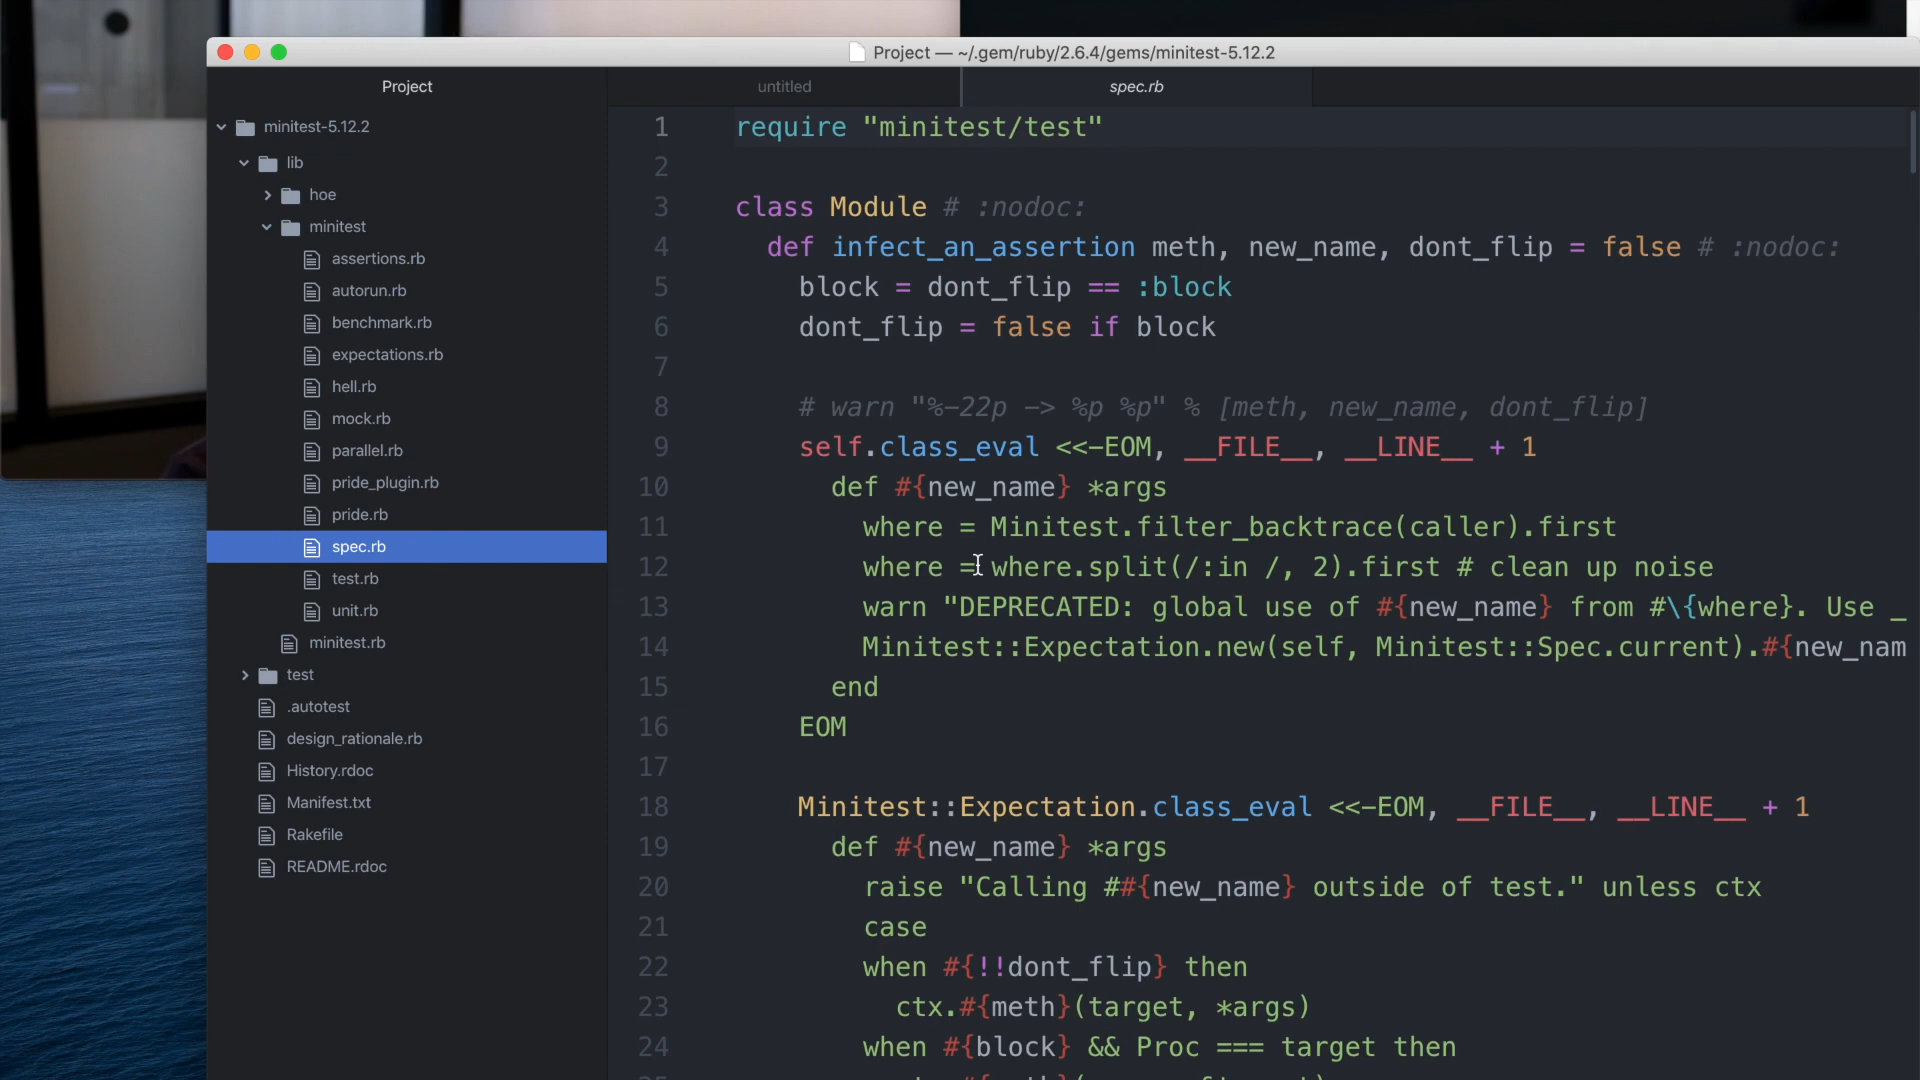 Project — ~/.gem/ruby/2.6.4/gems/minitest-5.12.2
Project
untitled
spec.rb
minitest-5.12.2
lib
hoe
minitest
assertions.rb
autorun.rb
benchmark.rb
expectations.rb
hell.rb
mock.rb
parallel.rb
pride_plugin.rb
pride.rb
spec.rb
test.rb
unit.rb
minitest.rb
test
.autotest
design_rationale.rb
History.rdoc
Manifest.txt
Rakefile
README.rdoc
1 require "minitest/test"
2
3 class Module # :nodoc:
4 def infect_an_assertion meth, new_name, dont_flip = false # :nodoc:
5 block = dont_flip == :block
6 dont_flip = false if block
7
8 # warn "%-22p -> %p %p" % [meth, new_name, dont_flip]
9 self.class_eval <<-EOM, __FILE__, __LINE__ + 1
10 def #{new_name} *args
11 where = Minitest.filter_backtrace(caller).first
12 where = where.split(/:in /, 2).first # clean up noise
13 warn "DEPRECATED: global use of #{new_name} from #\{where}. Use _
14 Minitest::Expectation.new(self, Minitest::Spec.current).#{new_nam
15 end
16 EOM
17
18 Minitest::Expectation.class_eval <<-EOM, __FILE__, __LINE__ + 1
19 def #{new_name} *args
20 raise "Calling ##{new_name} outside of test." unless ctx
21 case
22 when #{!!dont_flip} then
23 ctx.#{meth}(target, *args)
24 when #{block} && Proc === target then